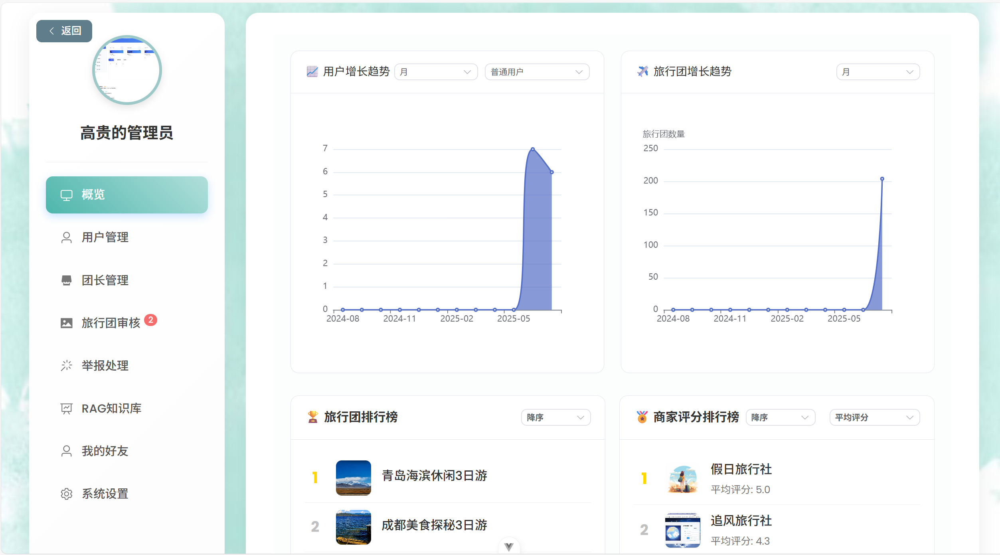 返回
高贵的管理员
概览
用户管理
团长管理
旅行团审核 2
举报处理
RAG知识库
我的好友
系统设置
用户增长趋势 月 普通用户
7
6
5
4
3
2
1
0
2024-08 2024-11 2025-02 2025-05
旅行团增长趋势 月
旅行团数量
250
200
150
100
50
0
2024-08 2024-11 2025-02 2025-05
旅行团排行榜 降序
1 青岛海滨休闲3日游
2 成都美食探秘3日游
商家评分排行榜 降序 平均评分
1 假日旅行社
平均评分: 5.0
2 追风旅行社
平均评分: 4.3